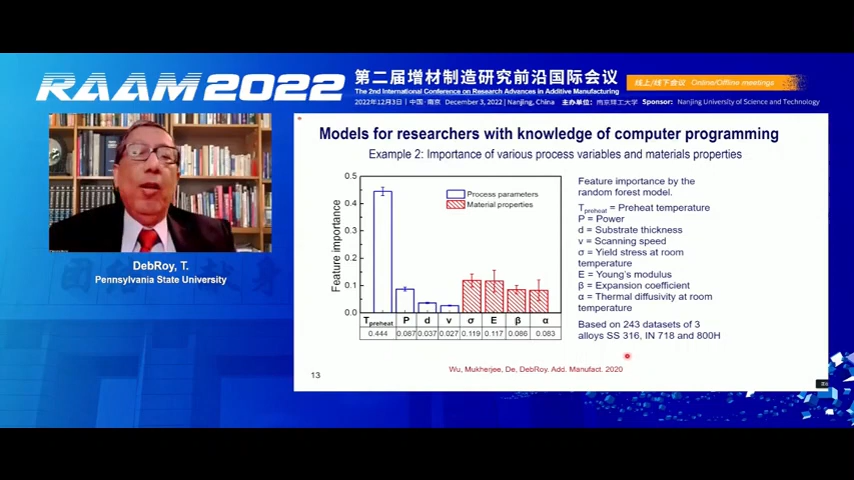 RAAM 2022
第二届增材制造研究前沿国际会议
The 2nd International Conference on Research Advances in Additive Manufacturing
2022年12月3日 | 中国·南京 December 3, 2022 | Nanjing, China 主办单位: 南京理工大学 Sponsor: Nanjing University of Science and Technology
线上/线下会议 Online/Offline meetings
DebRoy, T.
Pennsylvania State University
Models for researchers with knowledge of computer programming
Example 2: Importance of various process variables and materials properties
Feature importance
0.5
0.4
0.3
0.2
0.1
0.0
Process parameters
Material properties
Tpreheat P d v σ E β α
0.444 0.087 0.037 0.027 0.119 0.117 0.086 0.083
Feature importance by the
random forest model.
Tpreheat = Preheat temperature
P = Power
d = Substrate thickness
v = Scanning speed
σ = Yield stress at room
temperature
E = Young's modulus
β = Expansion coefficient
α = Thermal diffusivity at room
temperature
Based on 243 datasets of 3
alloys SS 316, IN 718 and 800H
Wu, Mukherjee, De, DebRoy. Add. Manufact. 2020
13